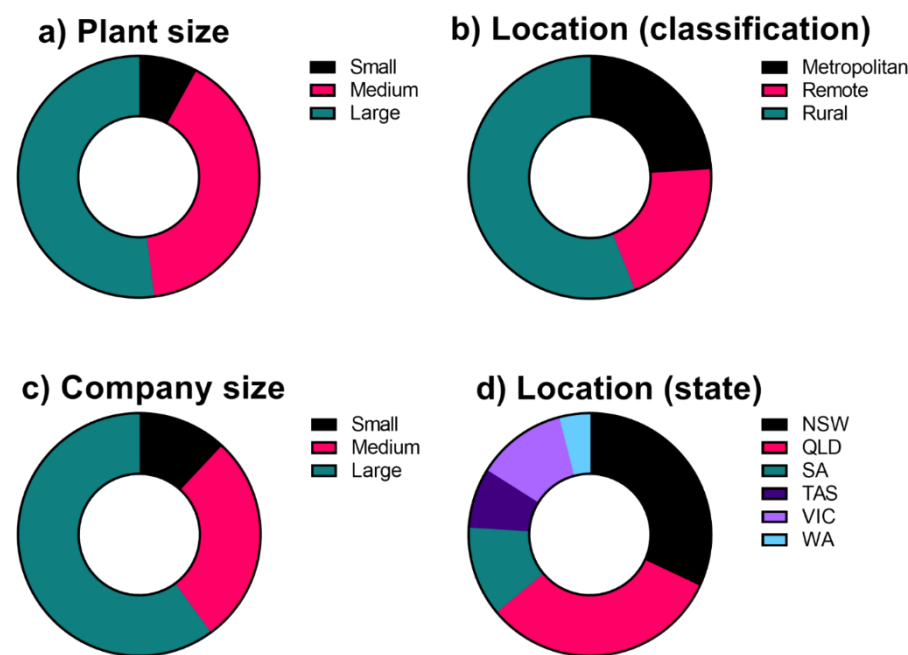 a) Plant size
Small
Medium
Large
b) Location (classification)
Metropolitan
Remote
Rural
c) Company size
Small
Medium
Large
d) Location (state)
NSW
QLD
SA
TAS
VIC
WA